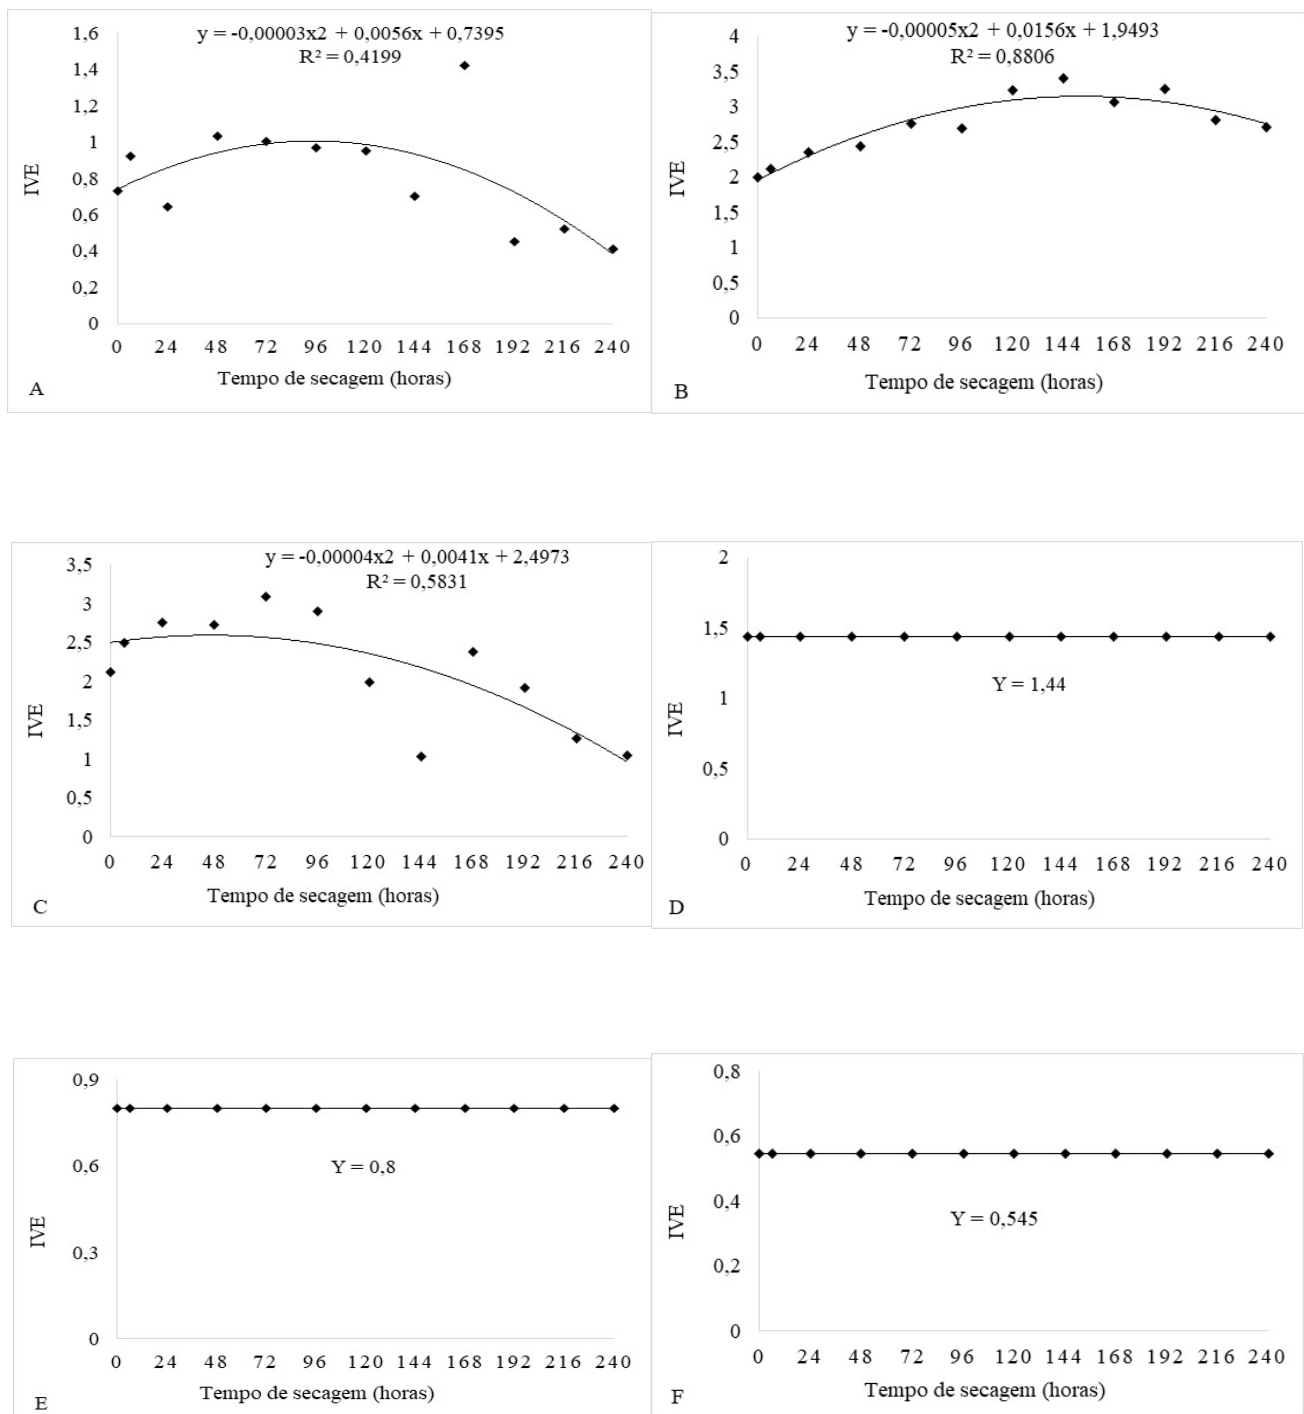 y = -0,00003x2 + 0,0056x + 0,7395
R² = 0,4199
1,6
1,4
1,2
1
0,8
0,6
0,4
0,2
0
IVE
0 24 48 72 96 120 144 168 192 216 240
Tempo de secagem (horas)
A
y = -0,00005x2 + 0,0156x + 1,9493
R² = 0,8806
4
3,5
3
2,5
2
1,5
1
0,5
0
IVE
0 24 48 72 96 120 144 168 192 216 240
Tempo de secagem (horas)
B
y = -0,00004x2 + 0,0041x + 2,4973
R² = 0,5831
3,5
3
2,5
2
1,5
1
0,5
0
IVE
0 24 48 72 96 120 144 168 192 216 240
Tempo de secagem (horas)
C
2
1,5
1
0,5
0
IVE
Y = 1,44
0 24 48 72 96 120 144 168 192 216 240
Tempo de secagem (horas)
D
0,9
0,6
0,3
0
IVE
Y = 0,8
0 24 48 72 96 120 144 168 192 216 240
Tempo de secagem (horas)
E
0,8
0,6
0,4
0,2
0
IVE
Y = 0,545
0 24 48 72 96 120 144 168 192 216 240
Tempo de secagem (horas)
F